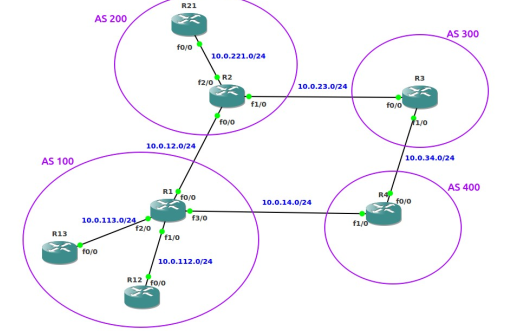 R21
AS 200
AS 300
f0/0
10.0.221.0/24
R2
R3
f2/0
10.0.23.0/24
f1/0
f0/0
f0/0
f1/0
10.0.12.0/24
10.0.34.0/24
AS 100
AS 400
R1
f0/0
R4
f0/0
10.0.14.0/24
10.0.113.0/24
f3/0
f1/0
f2/0
R13
f1/0
f0/0
10.0.112.0/24
R12
f0/0